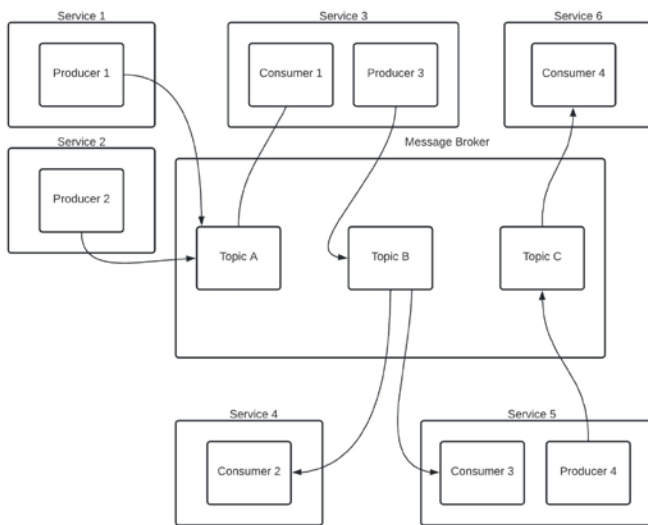 Service 1
Service 3
Service 6
Producer 1
Consumer 1
Producer 3
Consumer 4
Service 2
Message Broker
Producer 2
Topic A
Topic B
Topic C
Service 4
Service 5
Consumer 2
Consumer 3
Producer 4